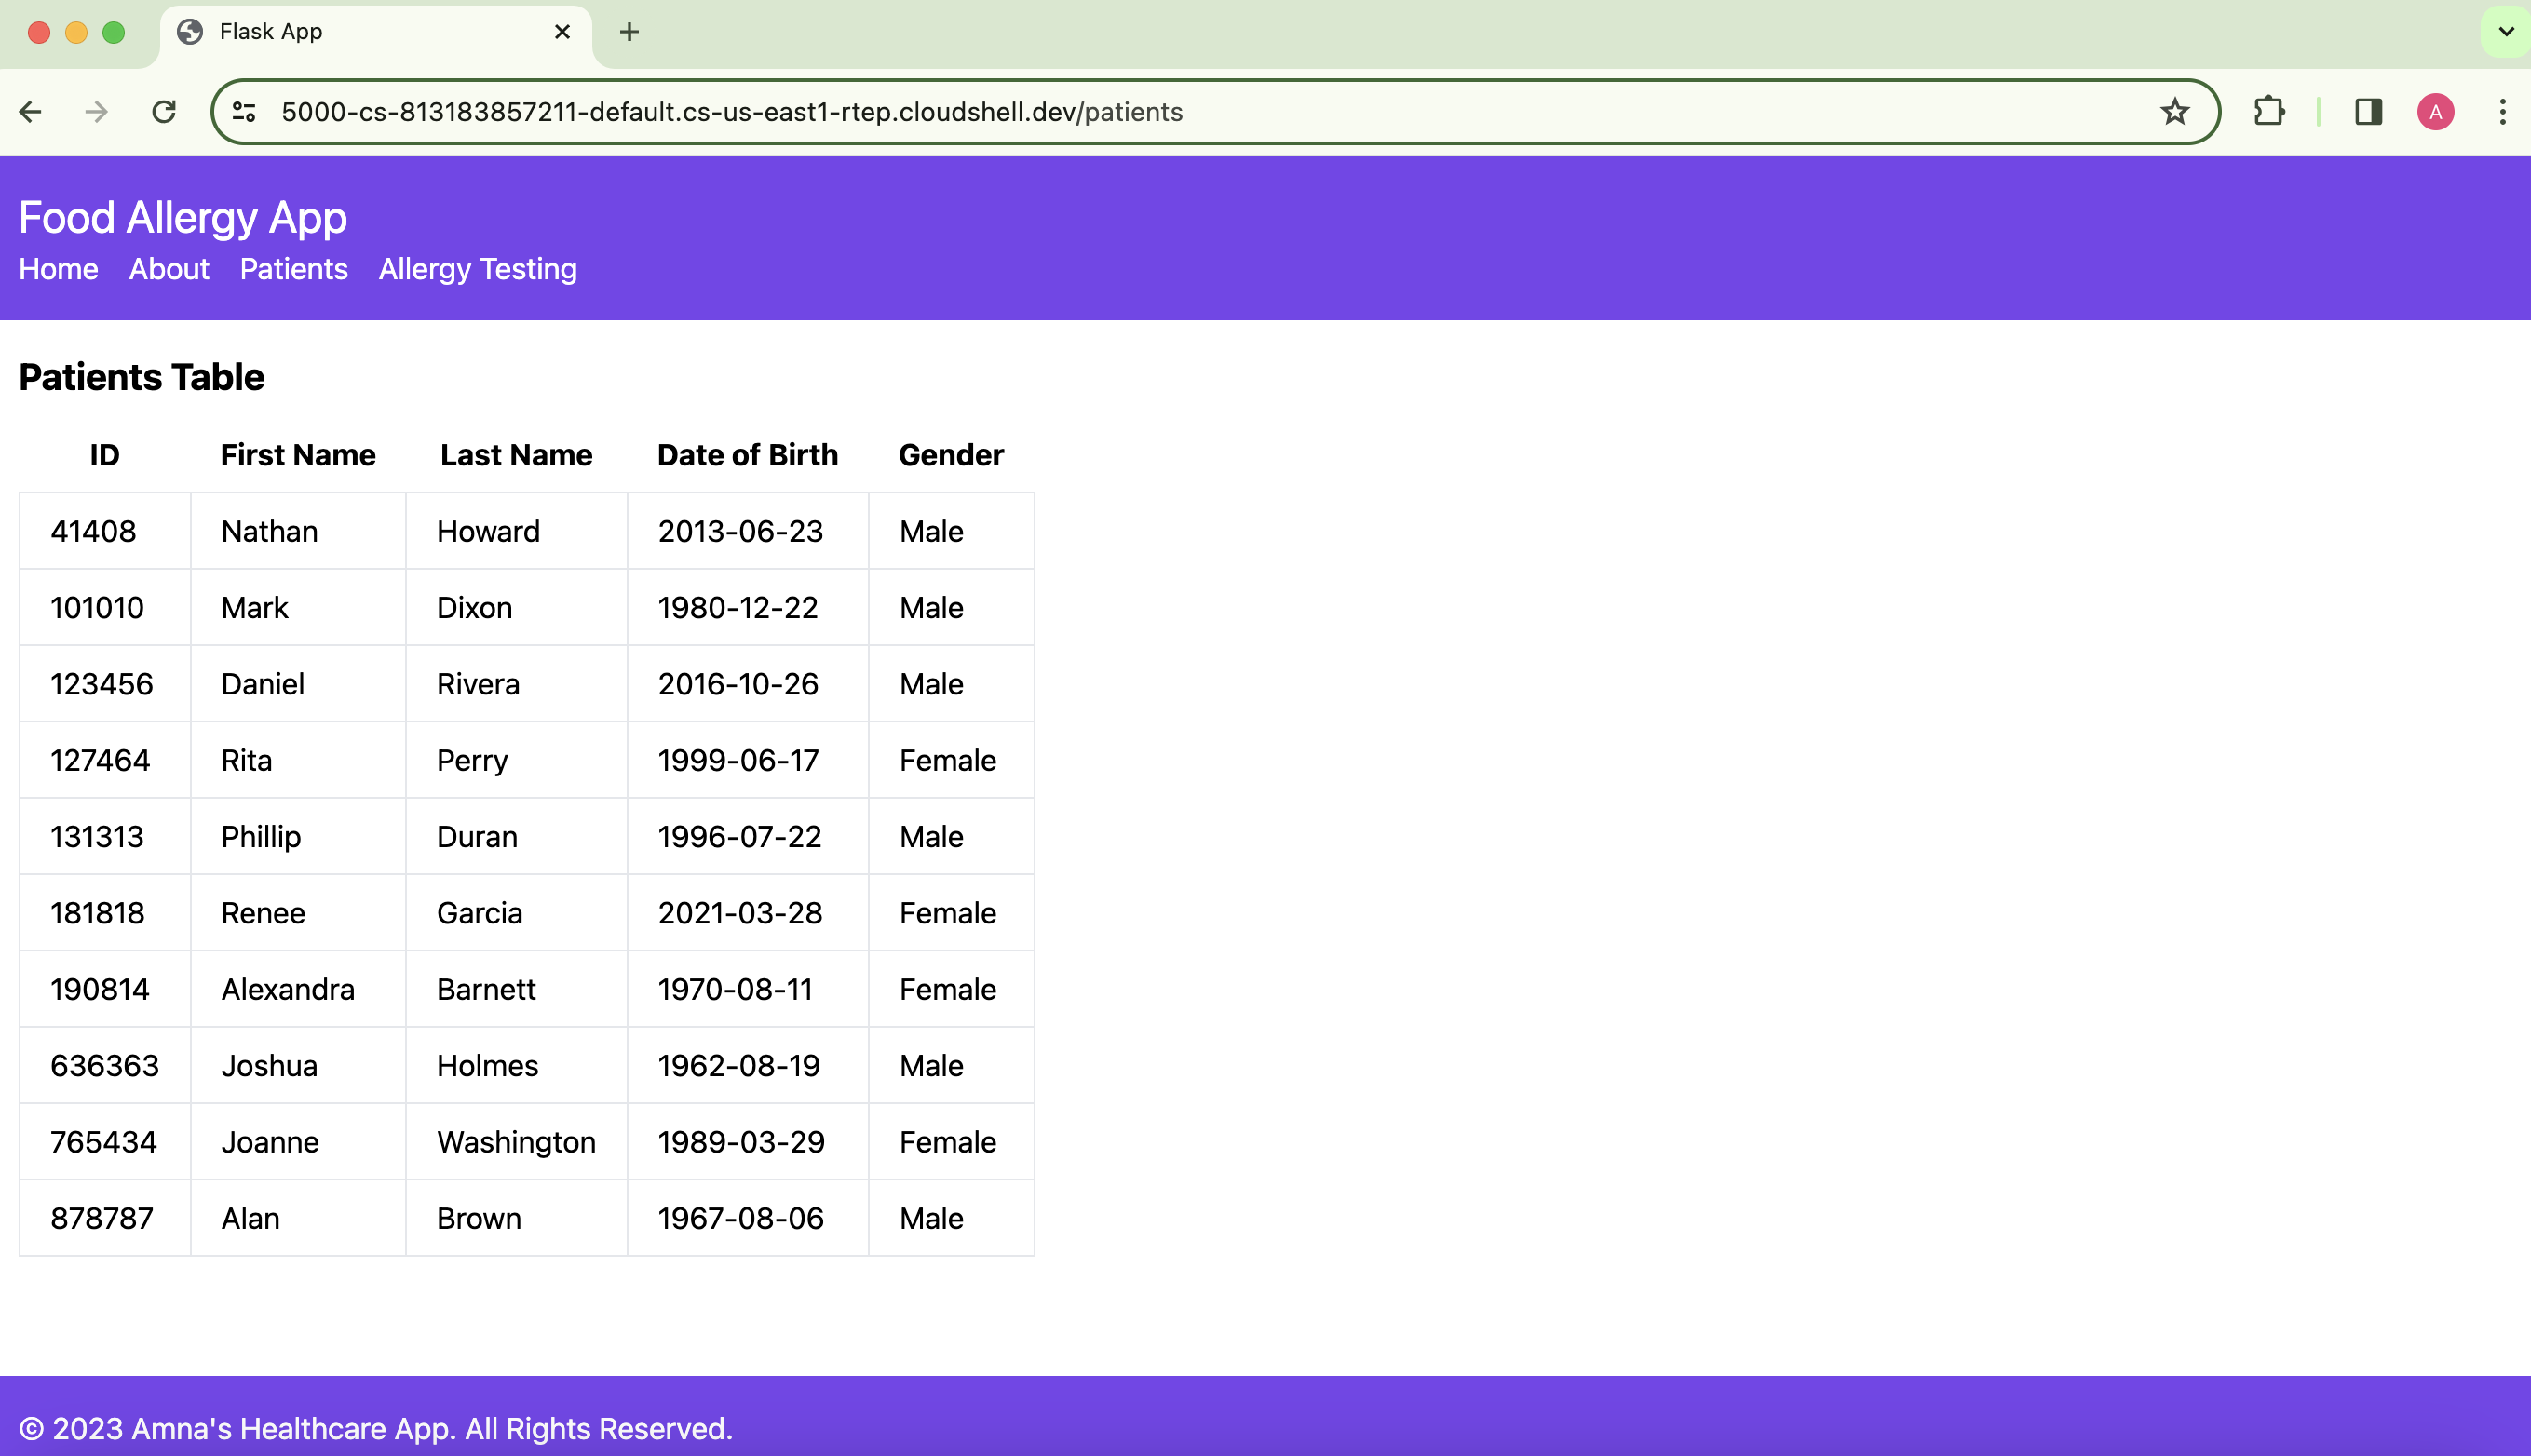 Flask App
5000-cs-813183857211-default.cs-us-east1-rtep.cloudshell.dev/patients
A
Food Allergy App
Home About Patients Allergy Testing
Patients Table
ID First Name Last Name Date of Birth Gender
41408 Nathan Howard 2013-06-23 Male
101010 Mark Dixon 1980-12-22 Male
123456 Daniel Rivera 2016-10-26 Male
127464 Rita Perry 1999-06-17 Female
131313 Phillip Duran 1996-07-22 Male
181818 Renee Garcia 2021-03-28 Female
190814 Alexandra Barnett 1970-08-11 Female
636363 Joshua Holmes 1962-08-19 Male
765434 Joanne Washington 1989-03-29 Female
878787 Alan Brown 1967-08-06 Male
© 2023 Amna's Healthcare App. All Rights Reserved.